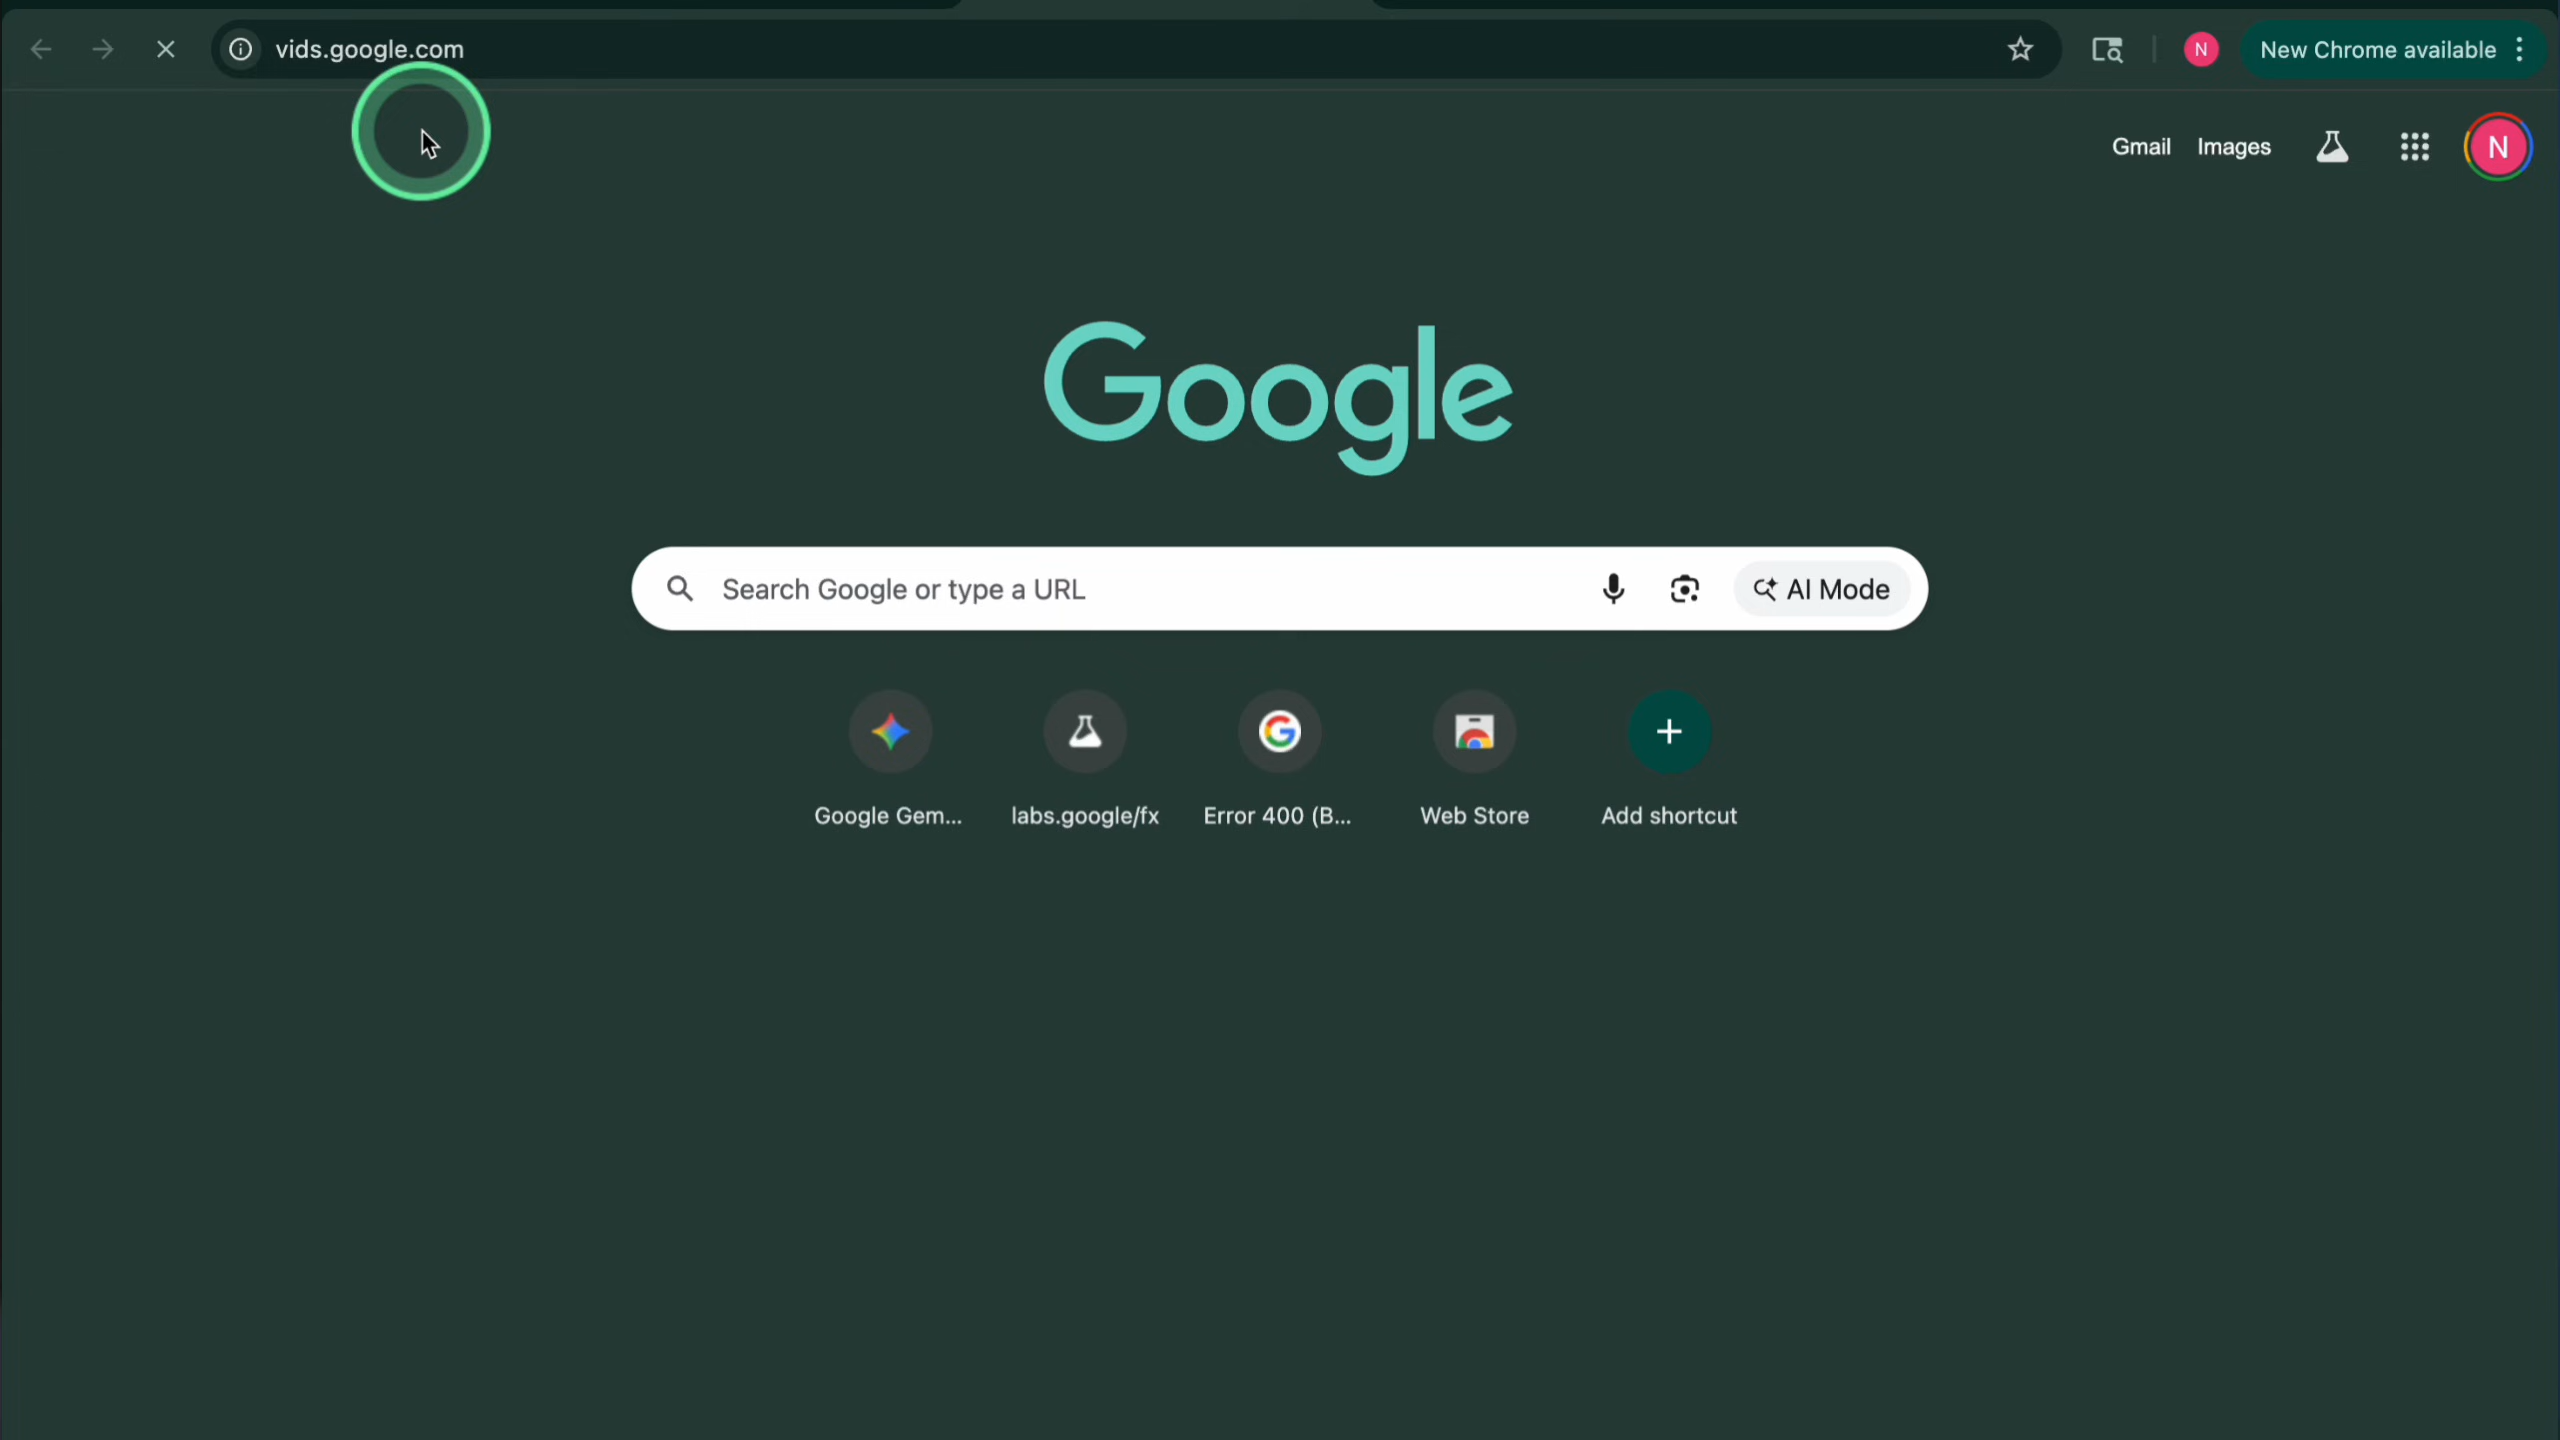 vids.google.com
N
New Chrome available
Gmail
Images
N
Google
Search Google or type a URL
AI Mode
Google Gem...
labs.google/fx
Error 400 (B...
Web Store
Add shortcut